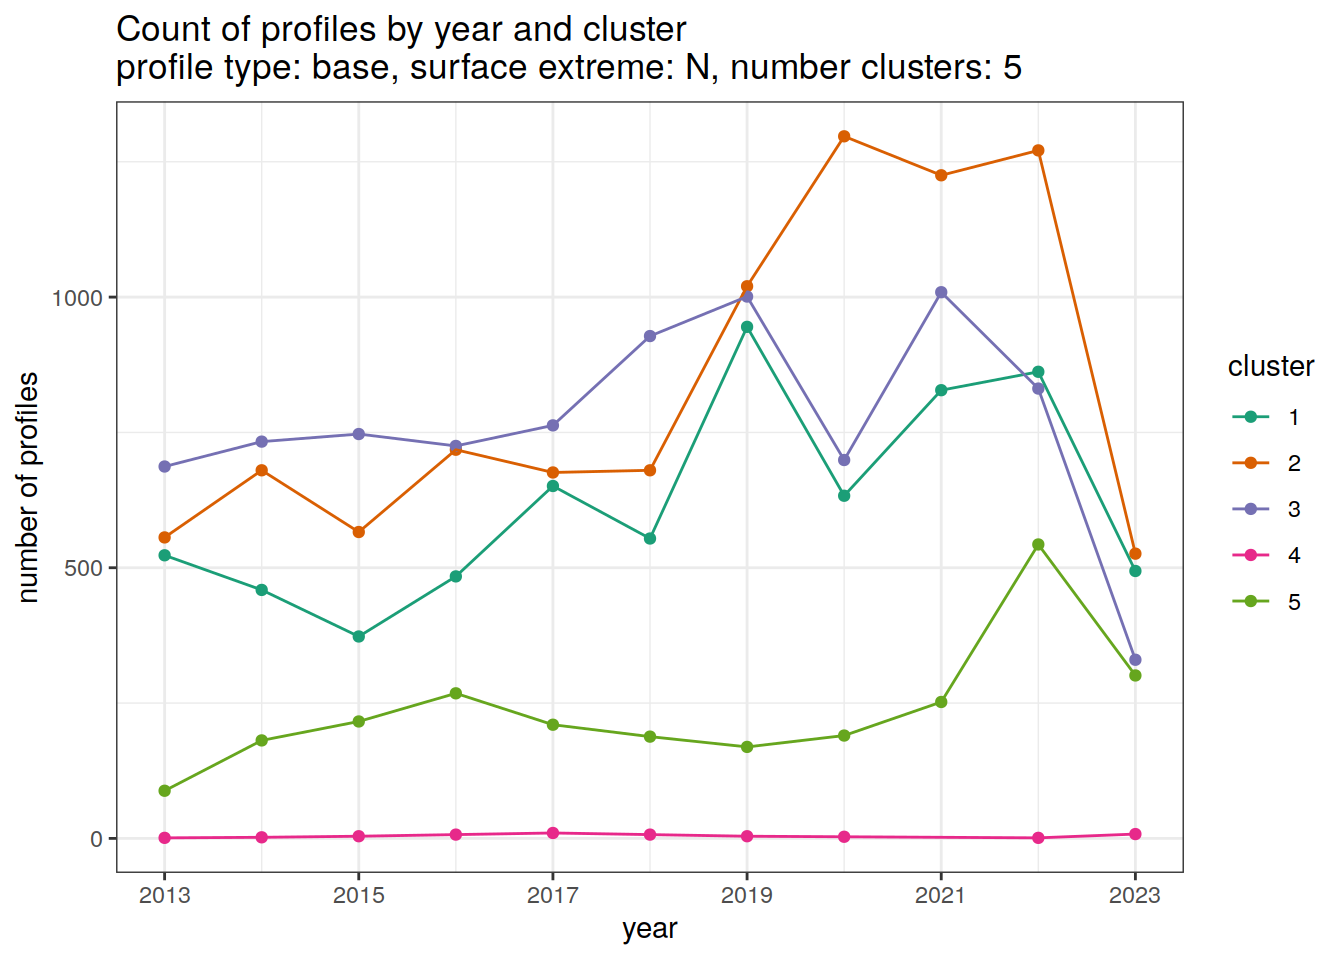 Count of profiles by year and cluster
profile type: base, surface extreme: N, number clusters: 5
number of profiles
1000
500
0
2013
2015
2017
2019
2021
2023
year
cluster
1
2
3
4
5